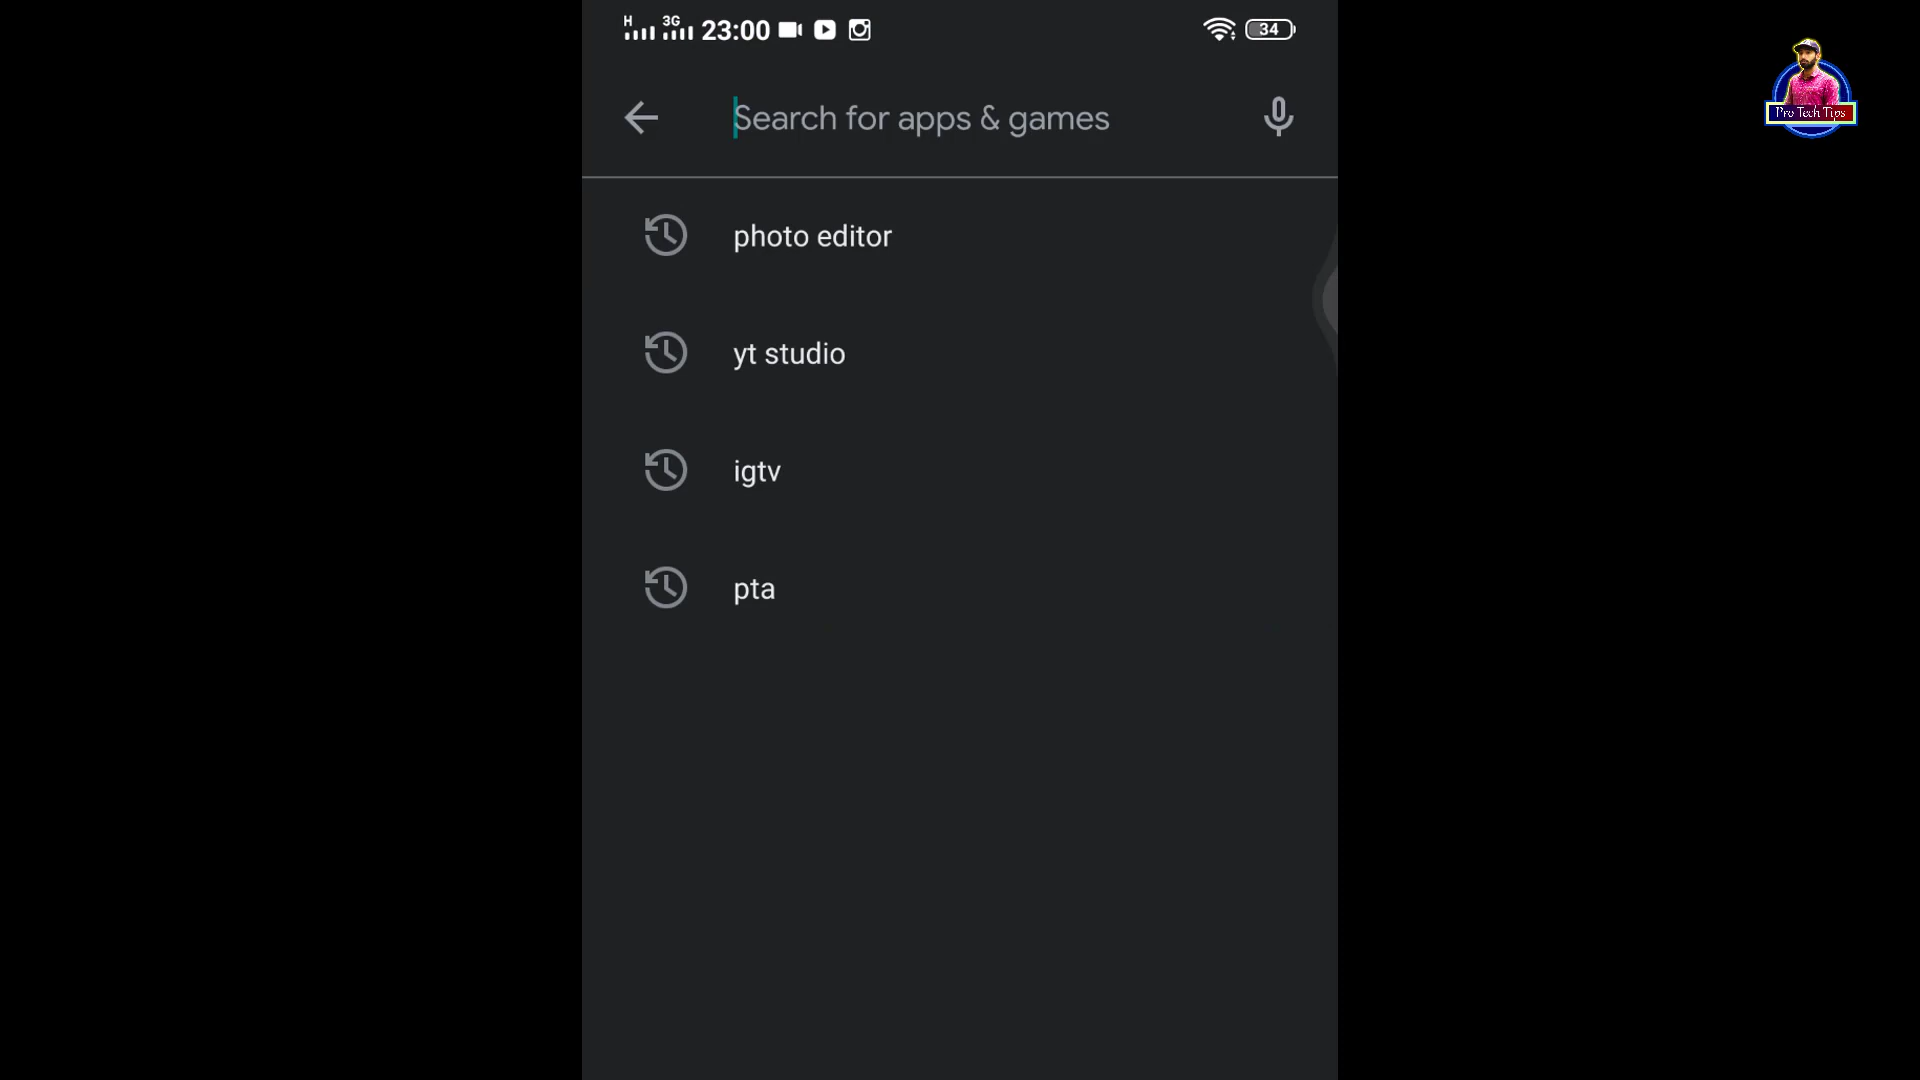 H 3G 23:00 34
Pro Tech Tips
Search for apps & games
photo editor
yt studio
igtv
pta